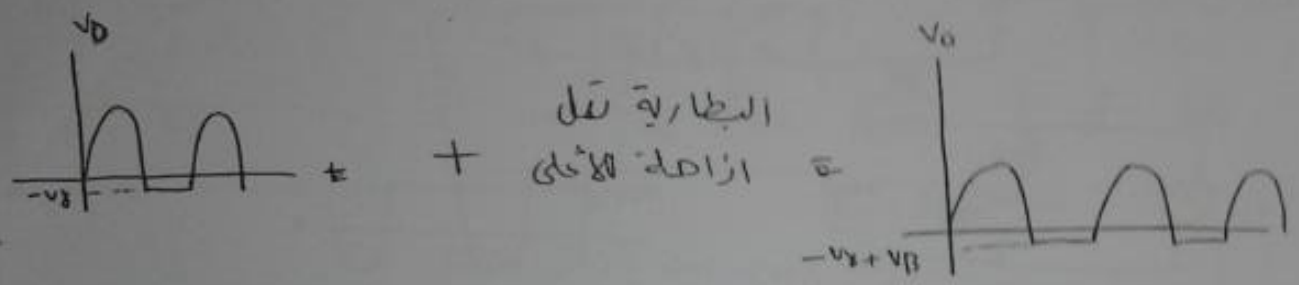 VD
-Vγ
t
+
البطارية تقل
ازاحة للأعلى
=
Vo
-Vγ + VB